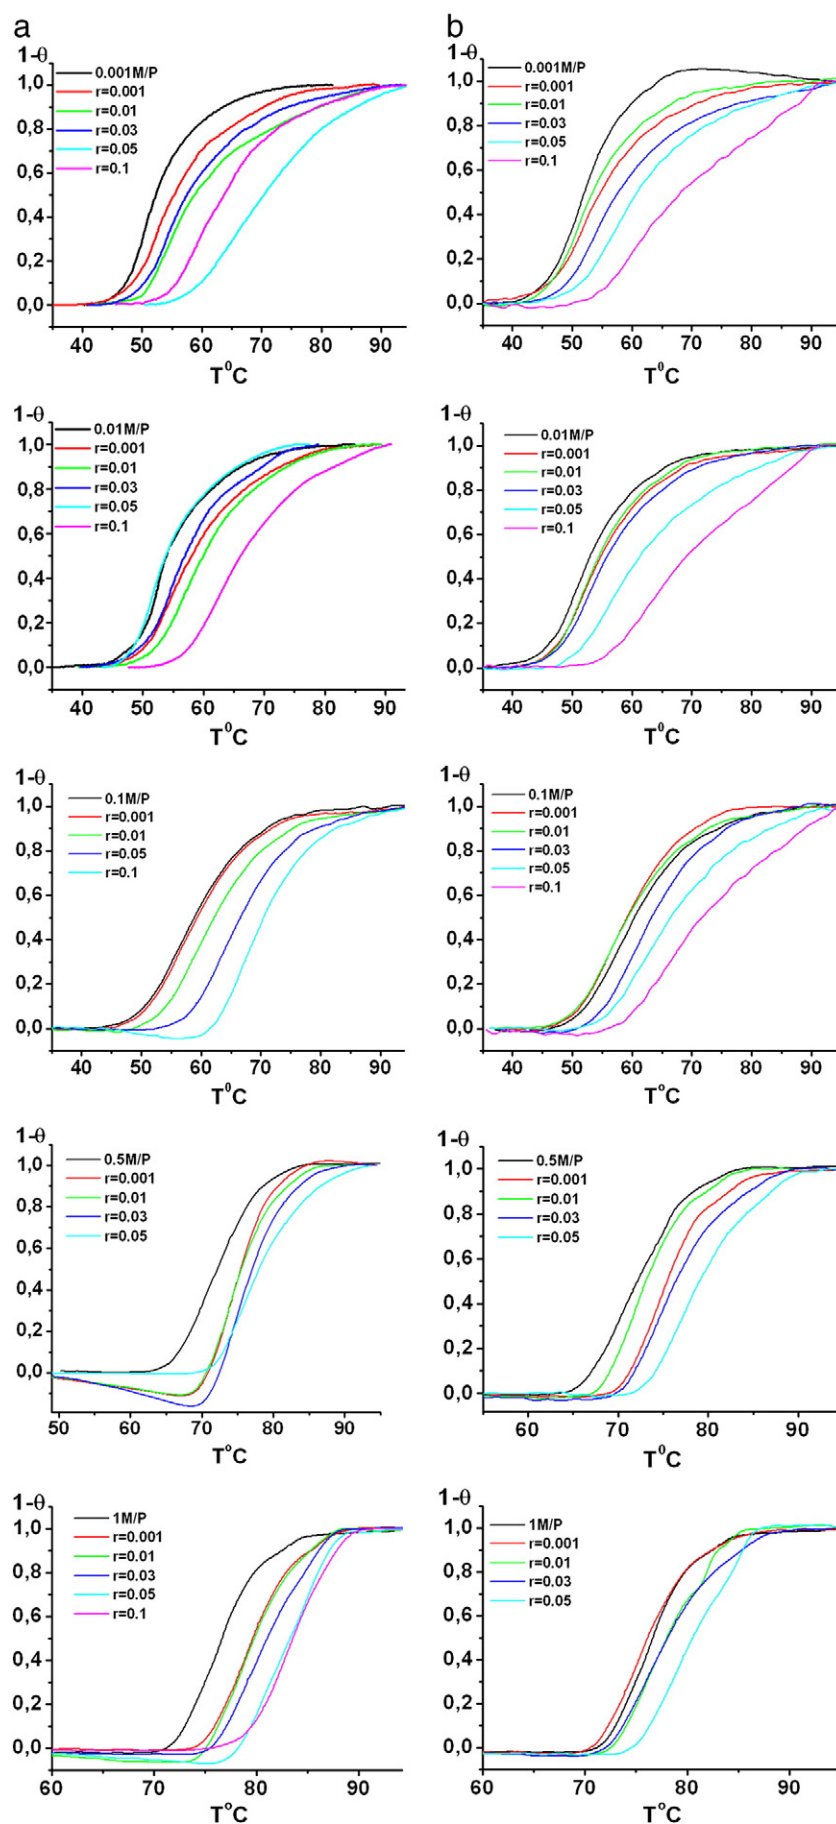 a
1-θ
0.001M/P
r=0.001
r=0.01
r=0.03
r=0.05
r=0.1
1,0
0,8
0,6
0,4
0,2
0,0
40 50 60 70 80 90
T⁰C
b
1-θ
0.001M/P
r=0.001
r=0.01
r=0.03
r=0.05
r=0.1
1,0
0,8
0,6
0,4
0,2
0,0
40 50 60 70 80 90
T⁰C
1-θ
0.01M/P
r=0.001
r=0.01
r=0.03
r=0.05
r=0.1
1,0
0,8
0,6
0,4
0,2
0,0
40 50 60 70 80 90
T⁰C
1-θ
0.01M/P
r=0.001
r=0.01
r=0.03
r=0.05
r=0.1
1,0
0,8
0,6
0,4
0,2
0,0
40 50 60 70 80 90
T⁰C
1-θ
0.1M/P
r=0.001
r=0.01
r=0.05
r=0.1
1,0
0,8
0,6
0,4
0,2
0,0
40 50 60 70 80 90
T⁰C
1-θ
0.1M/P
r=0.001
r=0.01
r=0.03
r=0.05
r=0.1
1,0
0,8
0,6
0,4
0,2
0,0
40 50 60 70 80 90
T°C
1-θ
0.5M/P
r=0.001
r=0.01
r=0.03
r=0.05
1,0
0,8
0,6
0,4
0,2
0,0
50 60 70 80 90
T°C
1-θ
0.5M/P
r=0.001
r=0.01
r=0.03
r=0.05
1,0
0,8
0,6
0,4
0,2
0,0
60 70 80 90
T⁰C
1-θ
1M/P
r=0.001
r=0.01
r=0.03
r=0.05
r=0.1
1,0
0,8
0,6
0,4
0,2
0,0
60 70 80 90
T°C
1-θ
1M/P
r=0.001
r=0.01
r=0.03
r=0.05
1,0
0,8
0,6
0,4
0,2
0,0
60 70 80 90
T°C